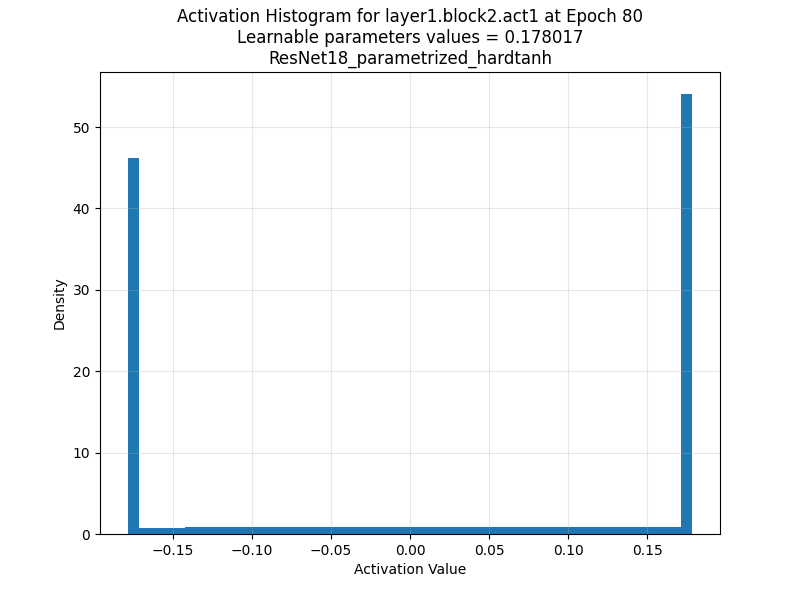 Activation Histogram for layer1.block2.act1 at Epoch 80
Learnable parameters values = 0.178017
ResNet18_parametrized_hardtanh
50
40
30
20
10
0
Density
−0.15 −0.10 −0.05 0.00 0.05 0.10 0.15
Activation Value